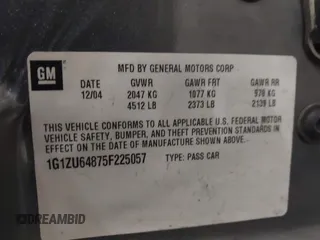 GM
MFD BY GENERAL MOTORS CORP
DATE GVWR GAWR FRT GAWR RR
12/04 2047 KG 1077 KG 970 KG
4512 LB 2373 LB 2139 LB
THIS VEHICLE CONFORMS TO ALL APPLICABLE U.S. FEDERAL MOTOR
VEHICLE SAFETY, BUMPER, AND THEFT PREVENTION STANDARDS IN
EFFECT ON THE DATE OF MANUFACTURE SHOWN ABOVE.
1G1ZU64875F225057 TYPE: PASS CAR
IAAI
AMERIBID.CC